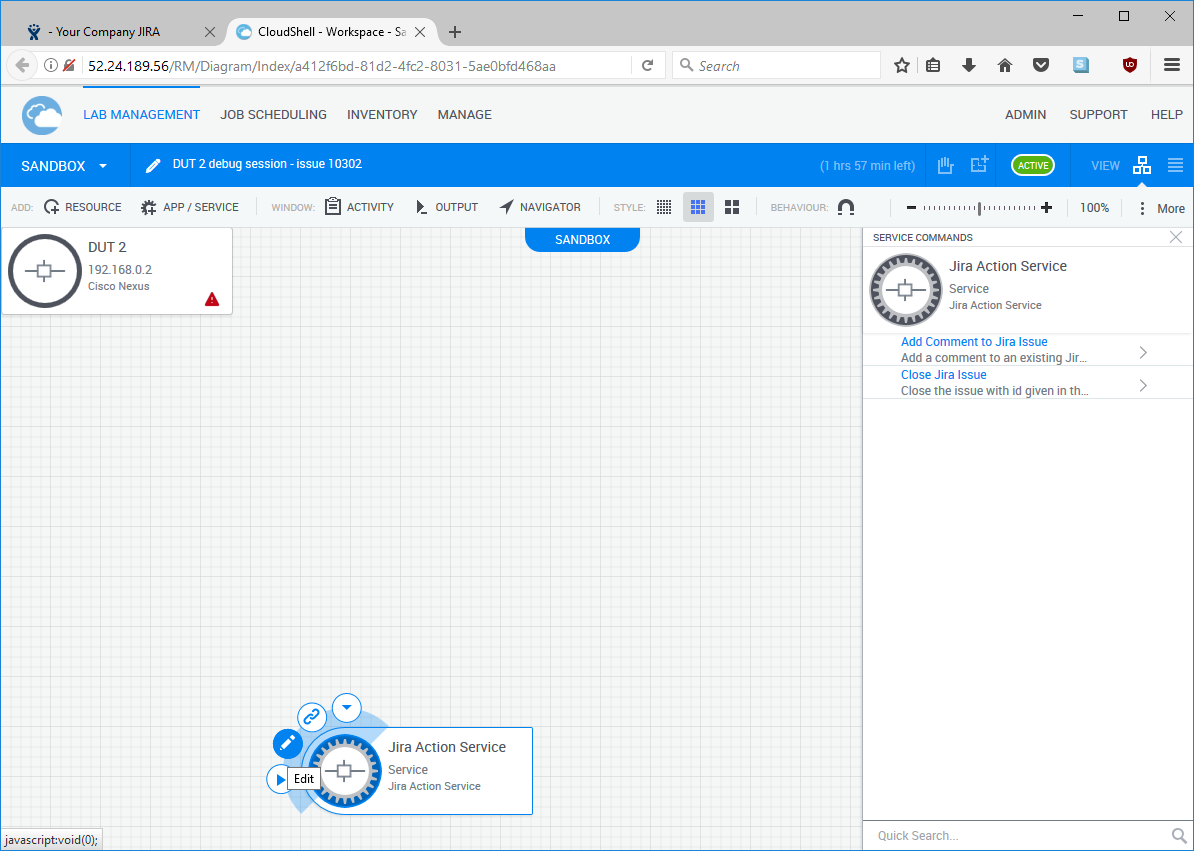 - Your Company JIRA
CloudShell - Workspace - Sa
52.24.189.56/RM/Diagram/Index/a412f6bd-81d2-4fc2-8031-5ae0bfd468aa
Search
S
LAB MANAGEMENT
JOB SCHEDULING
INVENTORY
MANAGE
ADMIN
SUPPORT
HELP
SANDBOX
DUT 2 debug session - issue 10302
(1 hrs 57 min left)
ACTIVE
VIEW
ADD:
RESOURCE
APP / SERVICE
WINDOW:
ACTIVITY
OUTPUT
NAVIGATOR
STYLE:
BEHAVIOUR:
100%
More
DUT 2
192.168.0.2
Cisco Nexus
SANDBOX
SERVICE COMMANDS
Jira Action Service
Service
Jira Action Service
Add Comment to Jira Issue
Add a comment to an existing Jir...
Close Jira Issue
Close the issue with id given in th...
Jira Action Service
Service
Jira Action Service
Edit
javascript:void(0);
Quick Search...